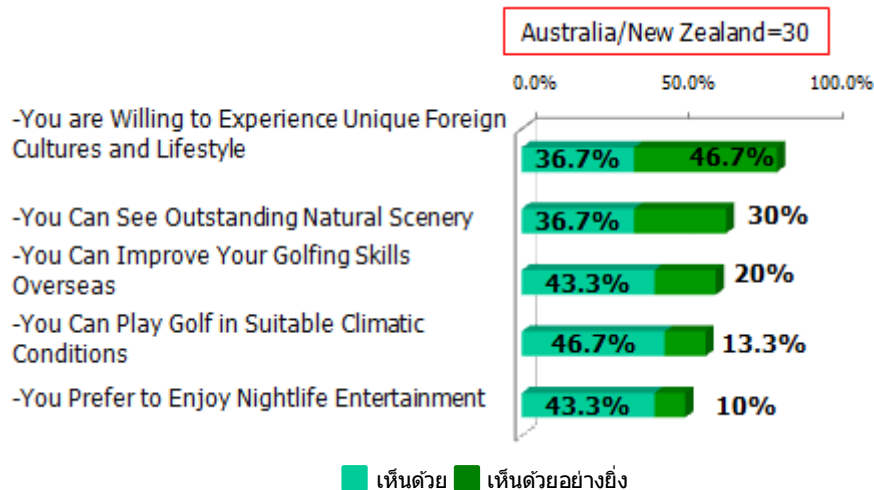 Australia/New Zealand=30
0.0% 50.0% 100.0%
-You are Willing to Experience Unique Foreign
Cultures and Lifestyle
36.7% 46.7%
-You Can See Outstanding Natural Scenery
36.7% 30%
-You Can Improve Your Golfing Skills
Overseas
43.3% 20%
-You Can Play Golf in Suitable Climatic
Conditions
46.7% 13.3%
-You Prefer to Enjoy Nightlife Entertainment
43.3% 10%
เห็นด้วย เห็นด้วยอย่างยิ่ง